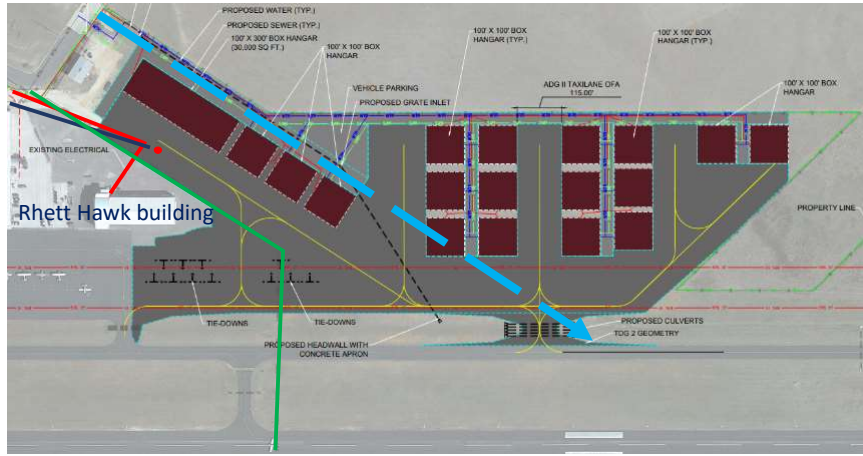 PROPOSED WATER (TYP.)
PROPOSED SEWER (TYP.)
100' X 300' BOX
HANGAR
(30,000 SQ FT.)
100' X 100' BOX
HANGAR
100' X 100' BOX
HANGAR (TYP.)
100' X 100' BOX
HANGAR (TYP.)
VEHICLE PARKING
PROPOSED GRATE INLET
ADG II TAXILANE OFA
115.00'
100' X 100' BOX
HANGAR
EXISTING ELECTRICAL
Rhett Hawk building
PROPERTY LINE
TIE-DOWNS
TIE-DOWNS
PROPOSED HEADWALL WITH
CONCRETE APRON
PROPOSED CULVERTS
TDG 2 GEOMETRY